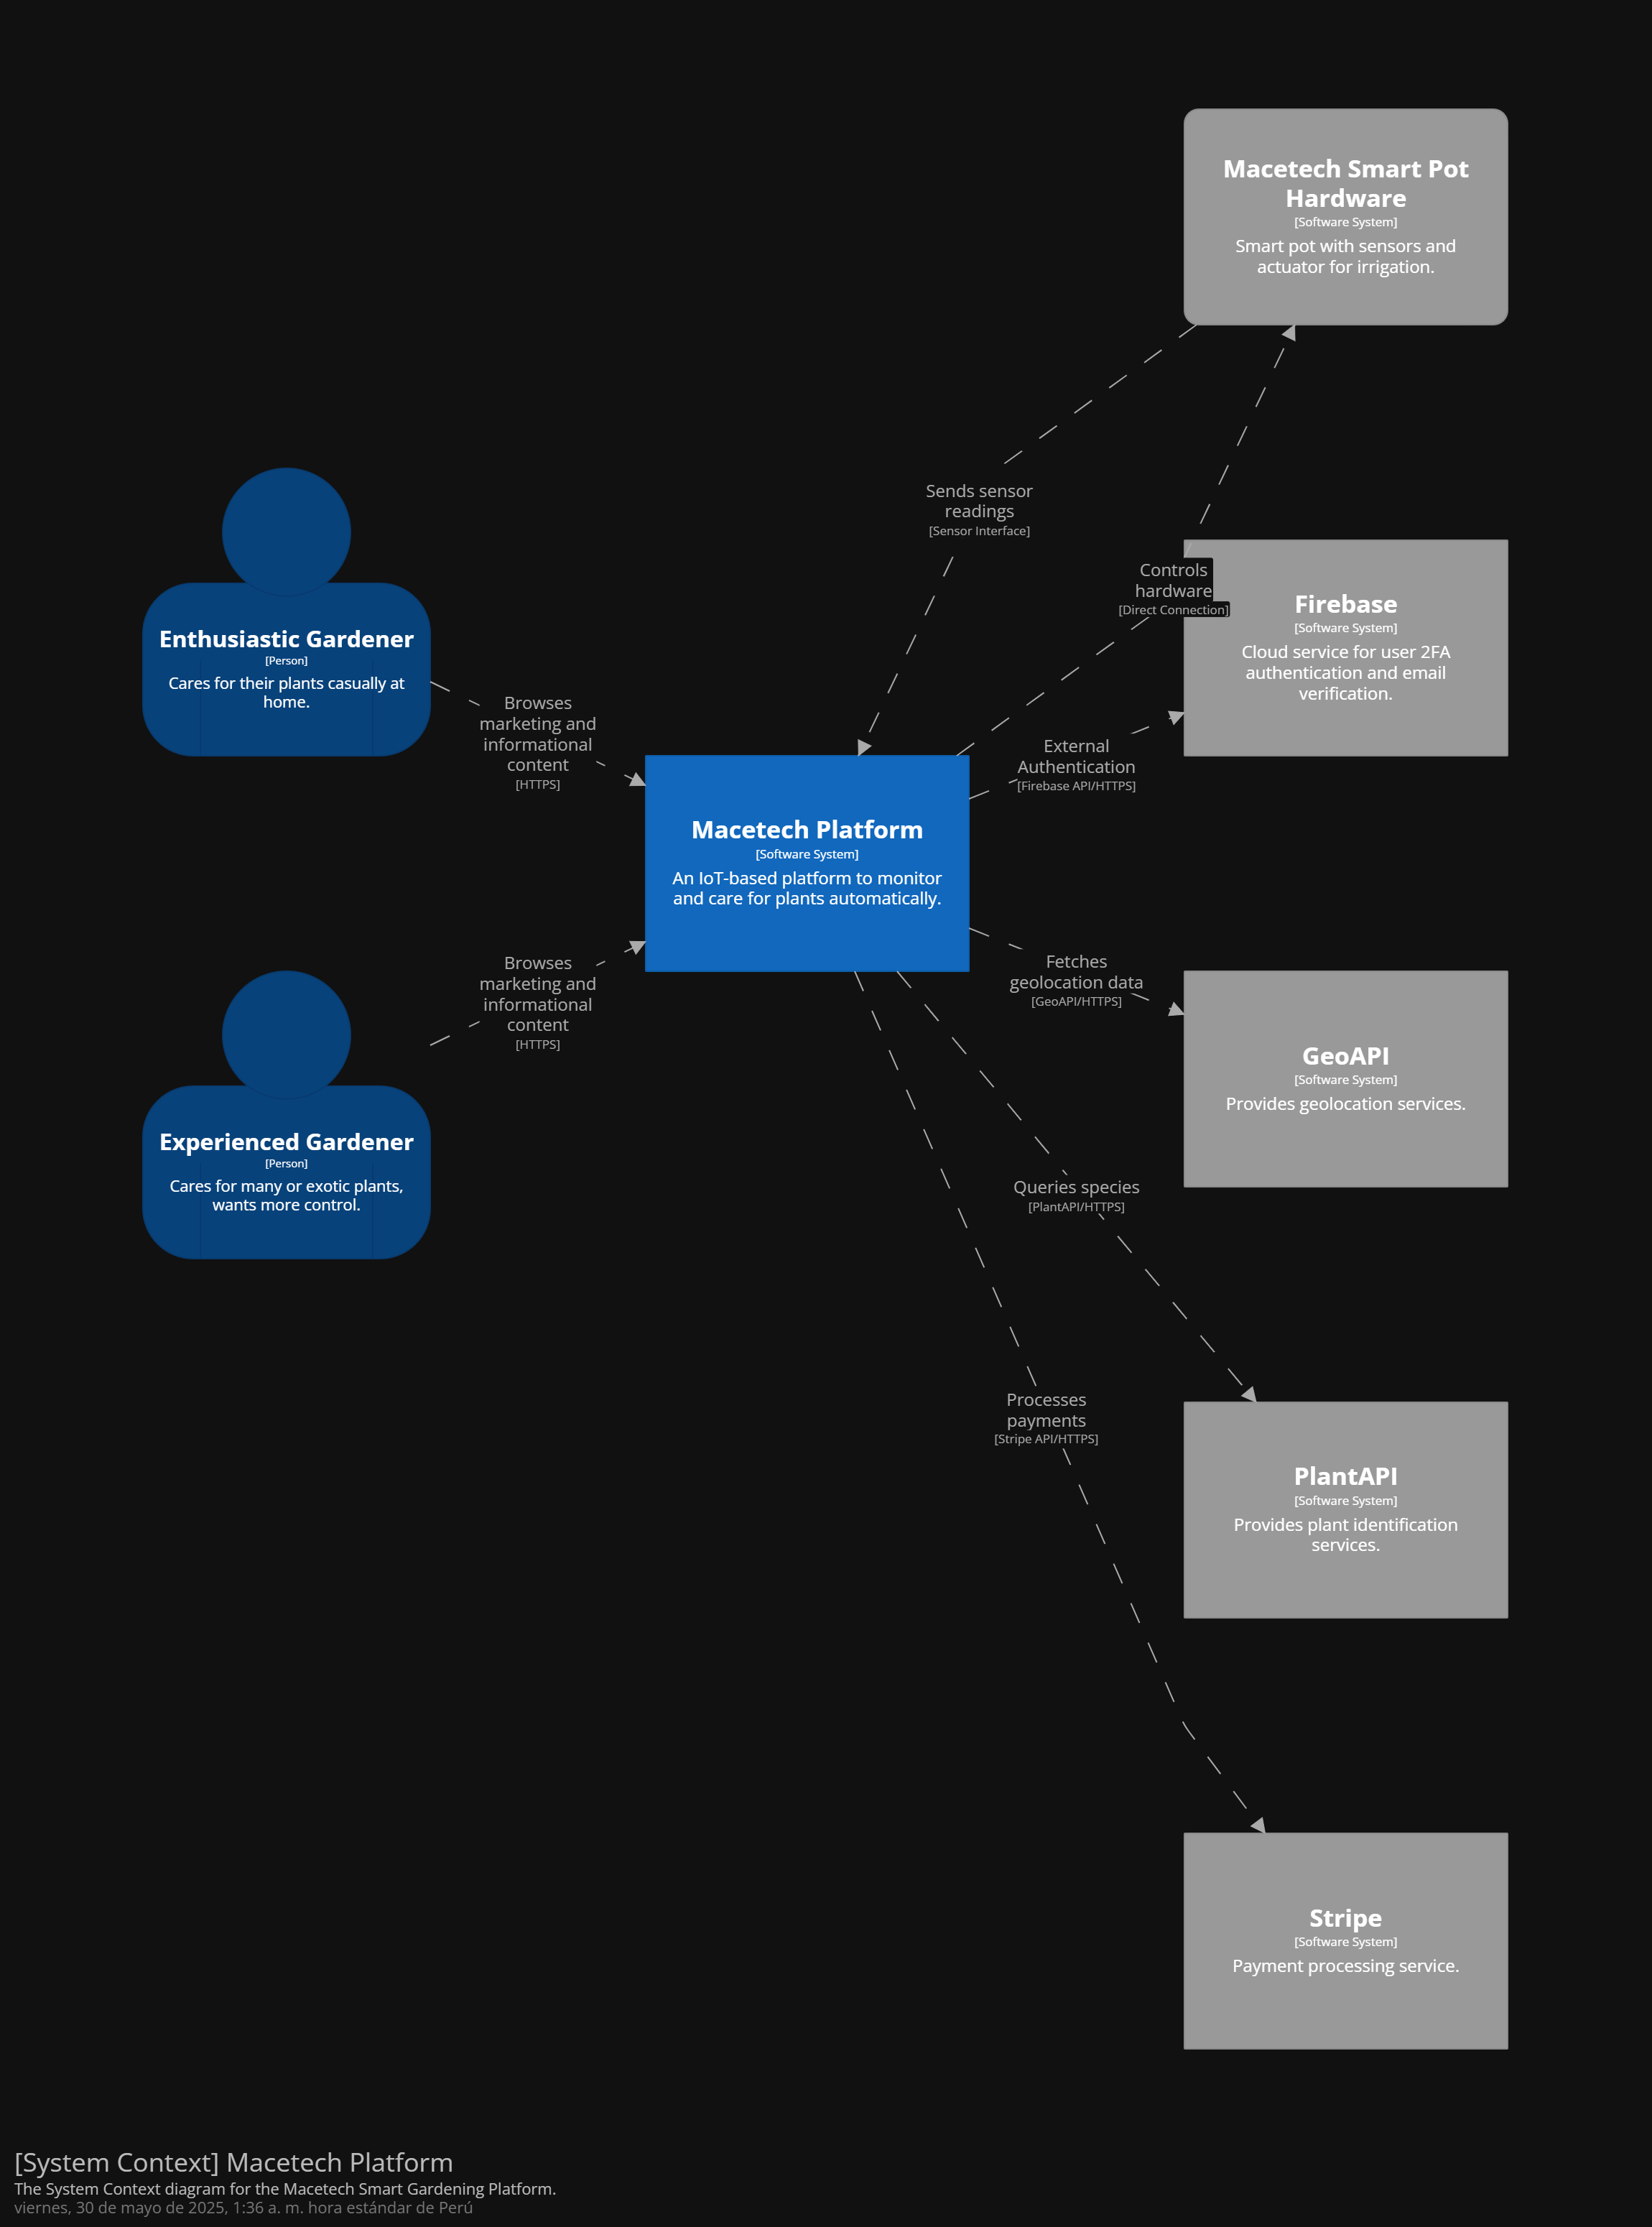 Macetech Smart Pot
Hardware
[Software System]
Smart pot with sensors and
actuator for irrigation.
Sends sensor
readings
[Sensor Interface]
Controls
hardware
[Direct Connection]
Firebase
[Software System]
Cloud service for user 2FA
authentication and email
verification.
Enthusiastic Gardener
[Person]
Cares for their plants casually at
home.
Browses
marketing and
informational
content
[HTTPS]
External
Authentication
[Firebase API/HTTPS]
Macetech Platform
[Software System]
An IoT-based platform to monitor
and care for plants automatically.
Browses
marketing and
informational
content
[HTTPS]
Fetches
geolocation data
[GeoAPI/HTTPS]
GeoAPI
[Software System]
Provides geolocation services.
Experienced Gardener
[Person]
Cares for many or exotic plants,
wants more control.
Queries species
[PlantAPI/HTTPS]
Processes
payments
[Stripe API/HTTPS]
PlantAPI
[Software System]
Provides plant identification
services.
Stripe
[Software System]
Payment processing service.
[System Context] Macetech Platform
The System Context diagram for the Macetech Smart Gardening Platform.
viernes, 30 de mayo de 2025, 1:36 a. m. hora estándar de Perú